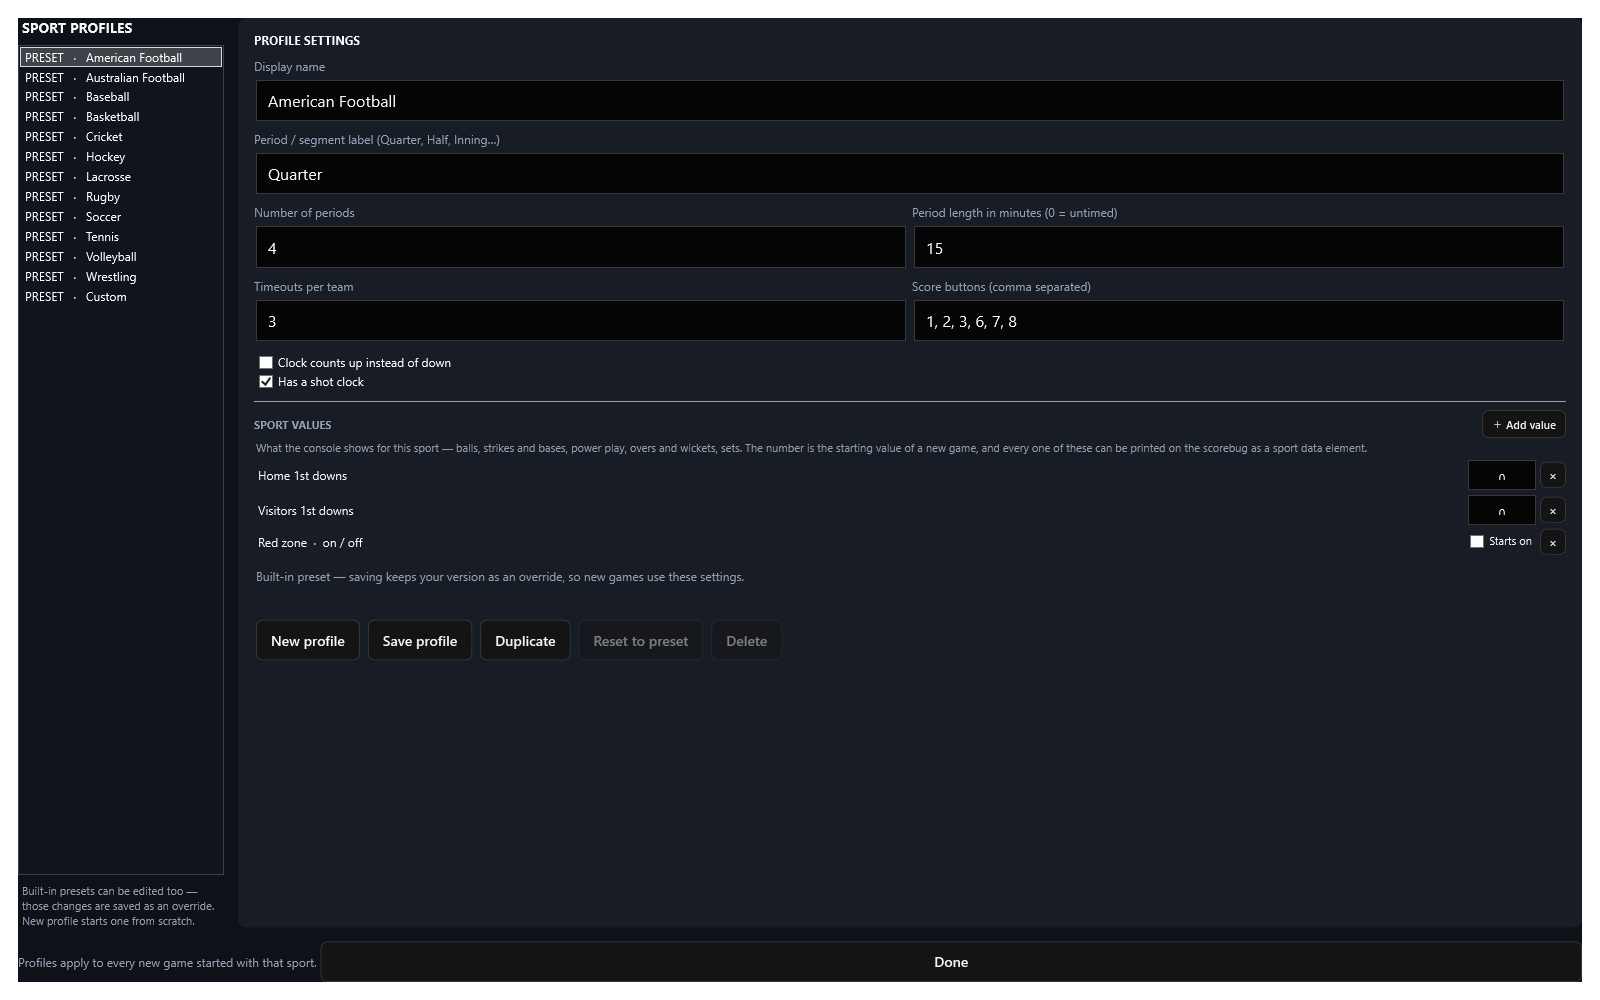 SPORT PROFILES
PRESET · American Football
PRESET · Australian Football
PRESET · Baseball
PRESET · Basketball
PRESET · Cricket
PRESET · Hockey
PRESET · Lacrosse
PRESET · Rugby
PRESET · Soccer
PRESET · Tennis
PRESET · Volleyball
PRESET · Wrestling
PRESET · Custom
Built-in presets can be edited too —
those changes are saved as an override.
New profile starts one from scratch.
PROFILE SETTINGS
Display name
American Football
Period / segment label (Quarter, Half, Inning...)
Quarter
Number of periods
4
Period length in minutes (0 = untimed)
15
Timeouts per team
3
Score buttons (comma separated)
1, 2, 3, 6, 7, 8
Clock counts up instead of down
Has a shot clock
SPORT VALUES
+ Add value
What the console shows for this sport — balls, strikes and bases, power play, overs and wickets, sets. The number is the starting value of a new game, and every one of these can be printed on the scorebug as a sport data element.
Home 1st downs
×
Visitors 1st downs
×
Red zone · on / off
Starts on
×
Built-in preset — saving keeps your version as an override, so new games use these settings.
New profile
Save profile
Duplicate
Reset to preset
Delete
Profiles apply to every new game started with that sport.
Done